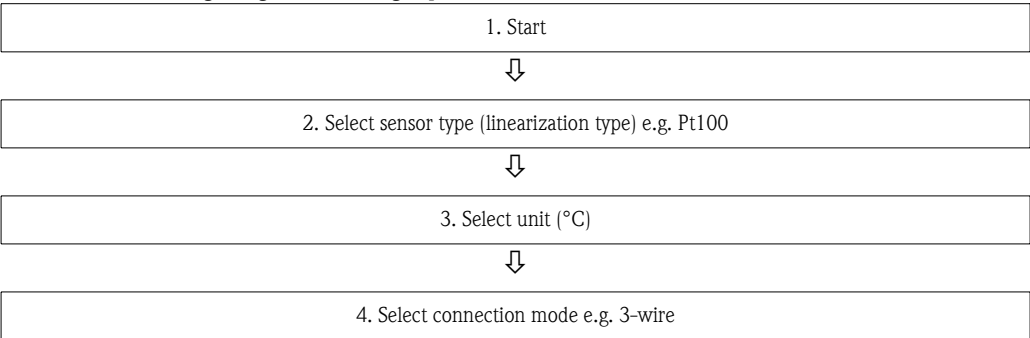 1. Start
⇩
2. Select sensor type (linearization type) e.g. Pt100
⇩
3. Select unit (°C)
⇩
4. Select connection mode e.g. 3-wire